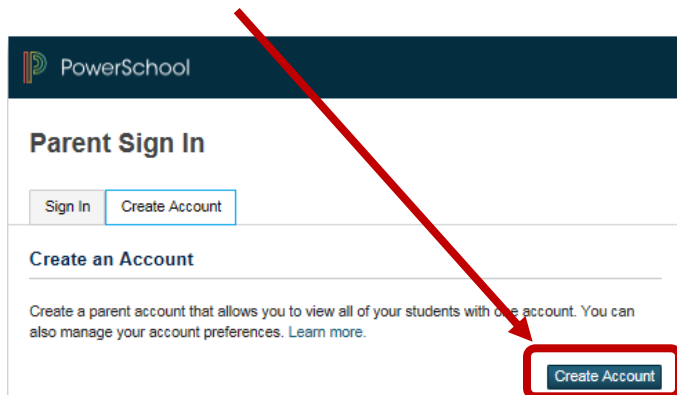 PowerSchool
Parent Sign In
Sign In
Create Account
Create an Account
Create a parent account that allows you to view all of your students with one account. You can
also manage your account preferences. Learn more.
Create Account